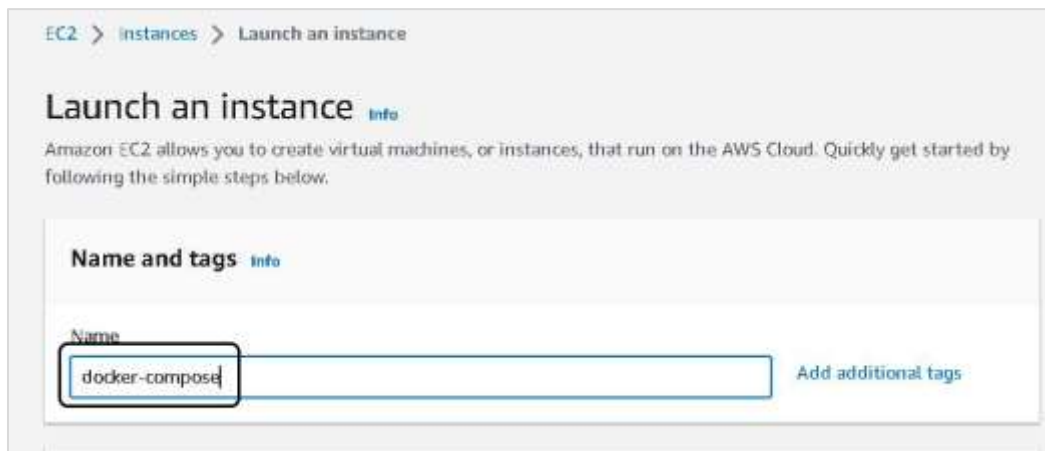 EC2 > Instances > Launch an instance
Launch an instance Info
Amazon EC2 allows you to create virtual machines, or instances, that run on the AWS Cloud. Quickly get started by
following the simple steps below.
Name and tags Info
Name
docker-compose
Add additional tags